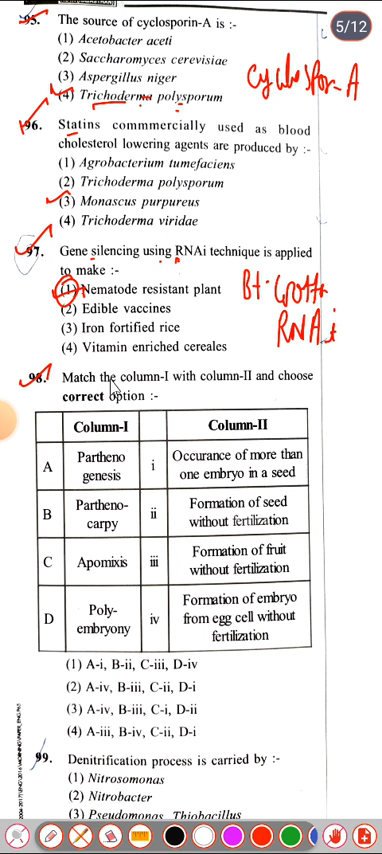 5/12
95. The source of cyclosporin-A is :-
(1) Acetobacter aceti
(2) Saccharomyces cerevisiae
(3) Aspergillus niger
(4) Trichoderma polysporum
Cyclospor-A
96. Statins commmercially used as blood
cholesterol lowering agents are produced by :-
(1) Agrobacterium tumefaciens
(2) Trichoderma polysporum
(3) Monascus purpureus
(4) Trichoderma viridae
97. Gene silencing using RNAi technique is applied
to make :-
(1) Nematode resistant plant
(2) Edible vaccines
(3) Iron fortified rice
(4) Vitamin enriched cereales
Bt.
RNAi
98. Match the column-I with column-II and choose
correct option :-
Column-I Column-II
A Partheno genesis i Occurance of more than one embryo in a seed
B Partheno-carpy ii Formation of seed without fertilization
C Apomixis iii Formation of fruit without fertilization
D Poly-embryony iv Formation of embryo from egg cell without fertilization
(1) A-i, B-ii, C-iii, D-iv
(2) A-iv, B-iii, C-ii, D-i
(3) A-iv, B-iii, C-i, D-ii
(4) A-iii, B-iv, C-ii, D-i
99. Denitrification process is carried by :-
(1) Nitrosomonas
(2) Nitrobacter
(3) Pseudomonas, Thiobacillus